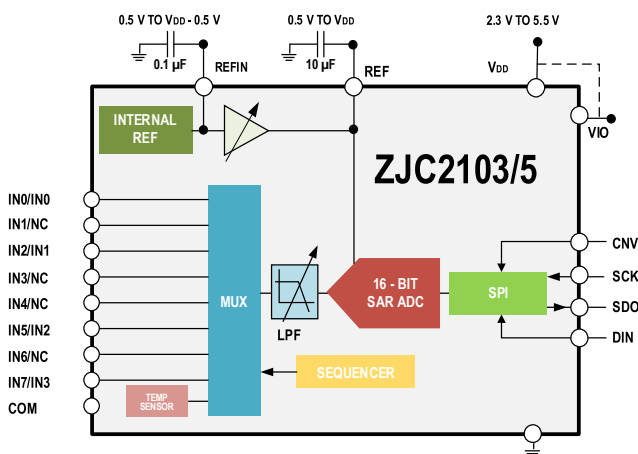 0.5 V TO VDD - 0.5 V
0.5 V TO VDD
2.3 V TO 5.5 V
0.1 µF
10 µF
REFIN
REF
VDD
VIO
INTERNAL
REF
ZJC2103/5
IN0/IN0
IN1/NC
IN2/IN1
IN3/NC
IN4/NC
IN5/IN2
IN6/NC
IN7/IN3
COM
MUX
LPF
16 - BIT
SAR ADC
SPI
CNV
SCK
SDO
DIN
SEQUENCER
TEMP
SENSOR